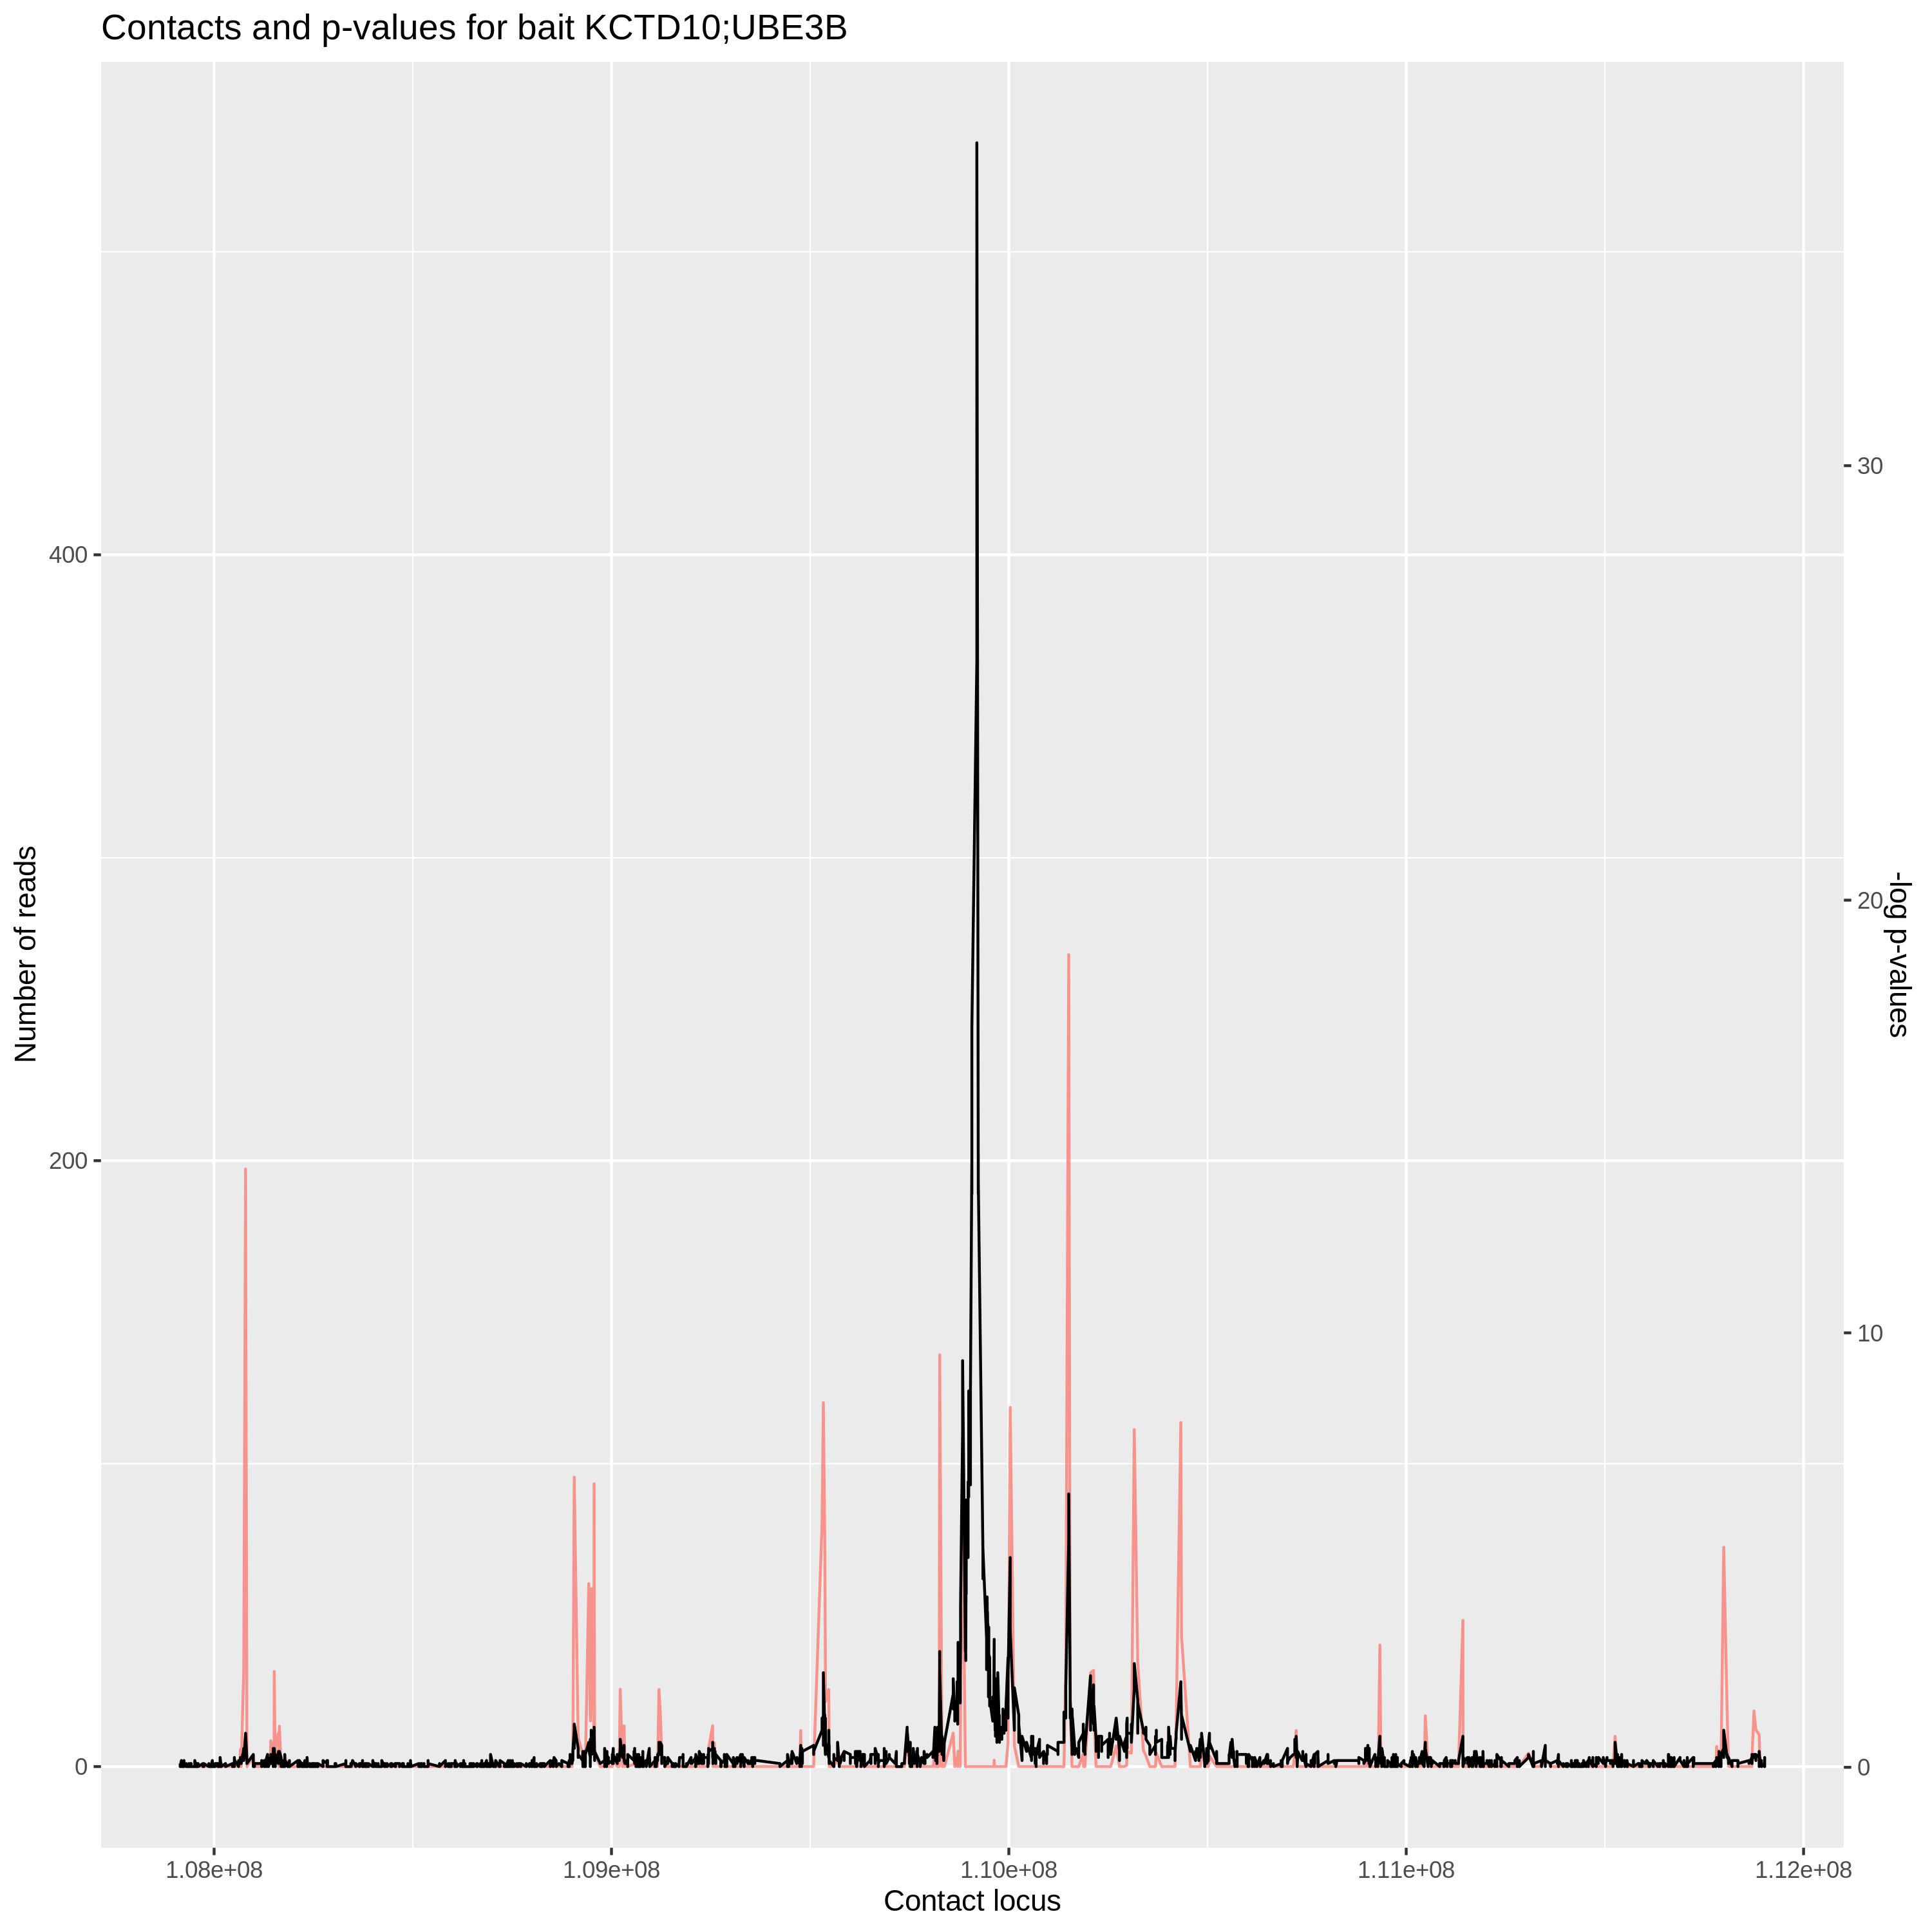 Contacts and p-values for bait KCTD10;UBE3B
Number of reads
400
200
0
30
20
10
0
-log p-values
1.08e+08
1.09e+08
1.10e+08
1.11e+08
1.12e+08
Contact locus